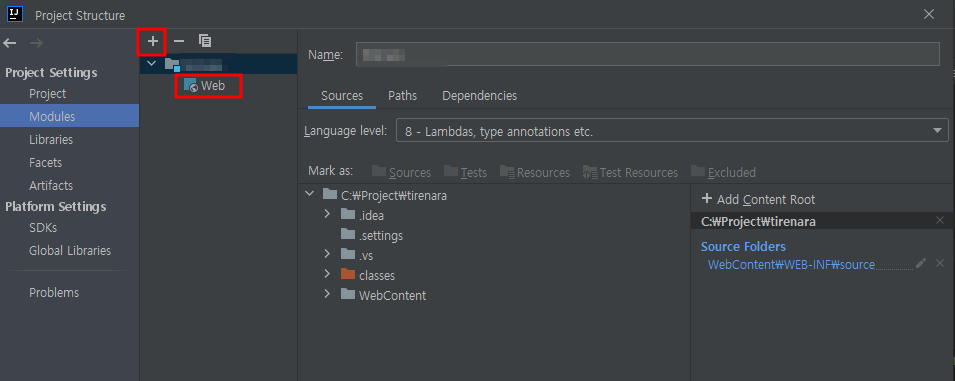 IJ Project Structure
Project Settings
Project
Modules
Libraries
Facets
Artifacts
Platform Settings
SDKs
Global Libraries
Problems
Web
Name:
Sources Paths Dependencies
Language level: 8 - Lambdas, type annotations etc.
Mark as: Sources Tests Resources Test Resources Excluded
C:₩Project₩tirenara
.idea
.settings
.vs
classes
WebContent
+ Add Content Root
C:₩Project₩tirenara
Source Folders
WebContent₩WEB-INF₩source